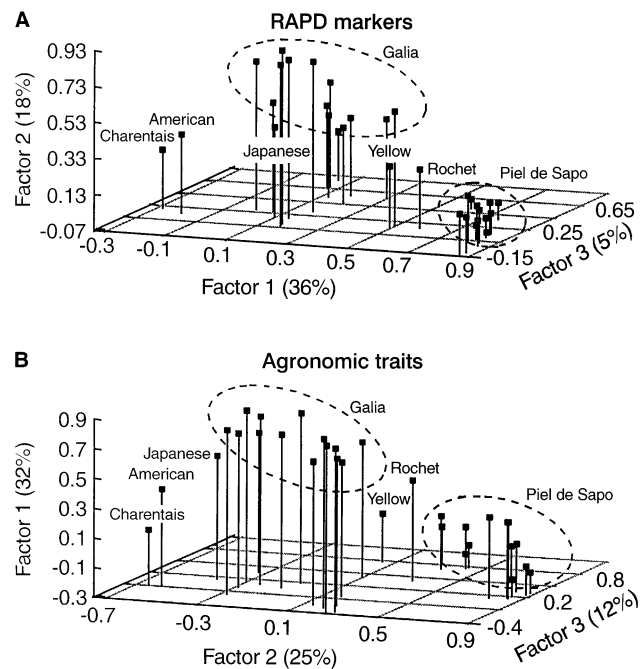 A
RAPD markers
Galia
0.93
0.73
0.53
0.33
0.13
-0.07
Factor 2 (18%)
American
Charentais
Japanese
Yellow
Rochet
Piel de Sapo
-0.3
-0.1
0.1
0.3
0.5
0.7
0.9
Factor 1 (36%)
-0.15
0.25
0.65
Factor 3 (5%)
B
Agronomic traits
Galia
0.9
0.7
0.5
0.3
0.1
-0.1
-0.3
Factor 1 (32%)
Japanese
American
Charentais
Rochet
Yellow
Piel de Sapo
-0.7
-0.3
0.1
0.5
0.9
Factor 2 (25%)
-0.4
0.2
0.8
Factor 3 (12%)